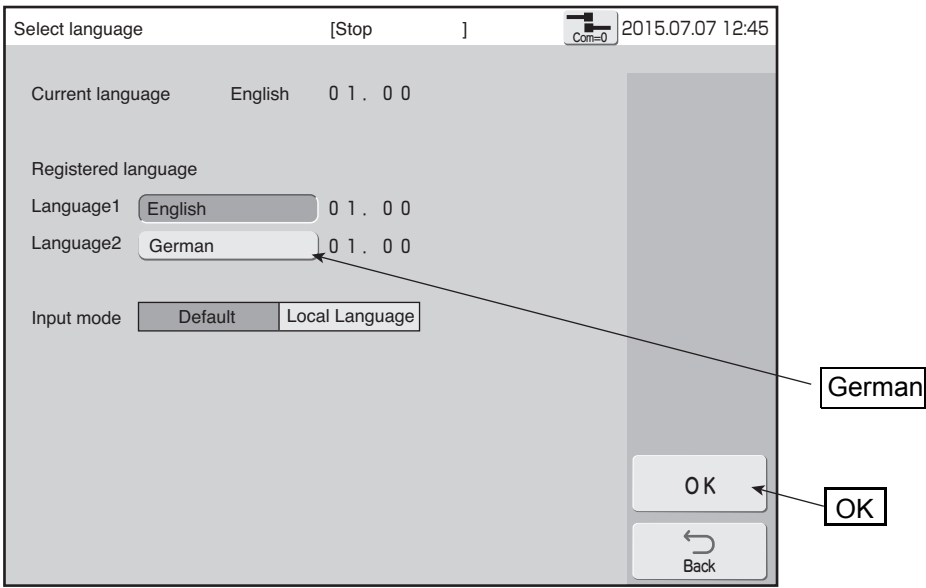 Select language [Stop ] Com=0 2015.07.07 12:45
Current language English 01.00
Registered language
Language1 English 01.00
Language2 German 01.00
Input mode Default Local Language
German
OK
OK
Back